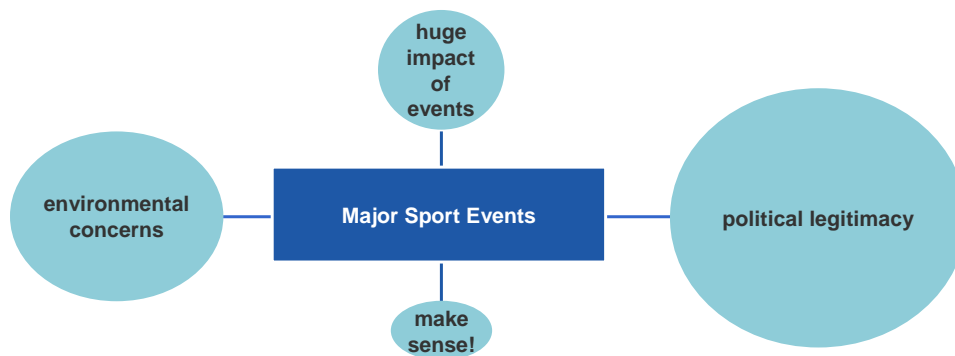 huge
impact
of
events
environmental
concerns
Major Sport Events
political legitimacy
make
sense!